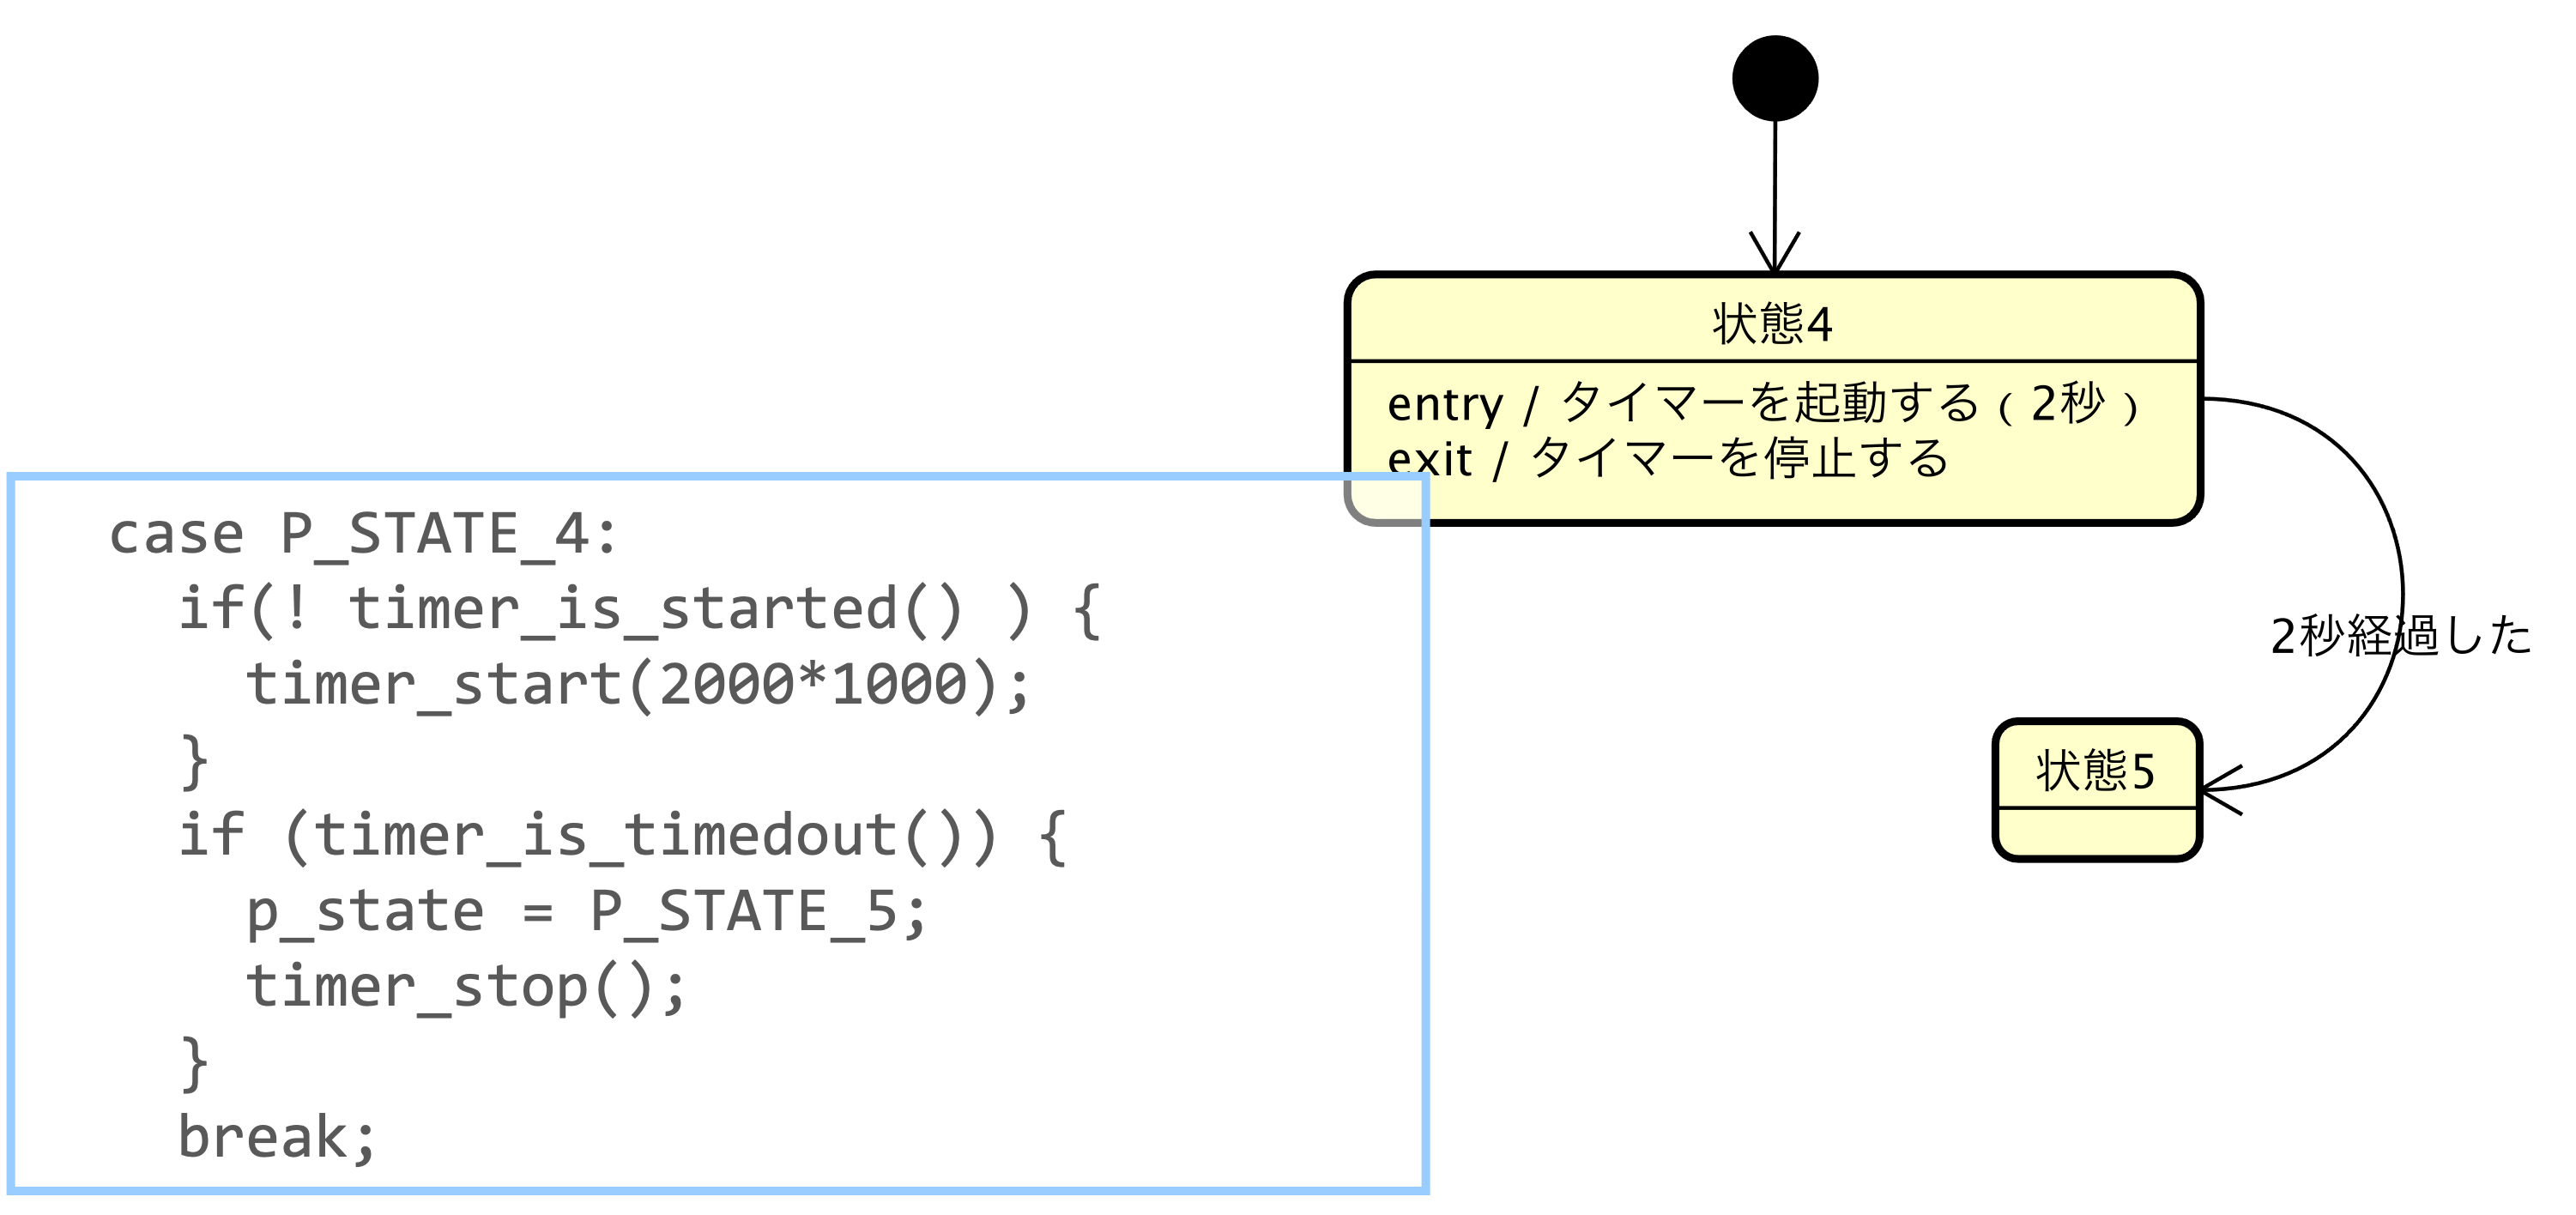 状態4
entry / タイマーを起動する（2秒）
exit / タイマーを停止する
case P_STATE_4:
  if(! timer_is_started() ) {
    timer_start(2000*1000);
  }
  if (timer_is_timedout()) {
    p_state = P_STATE_5;
    timer_stop();
  }
  break;
2秒経過した
状態5